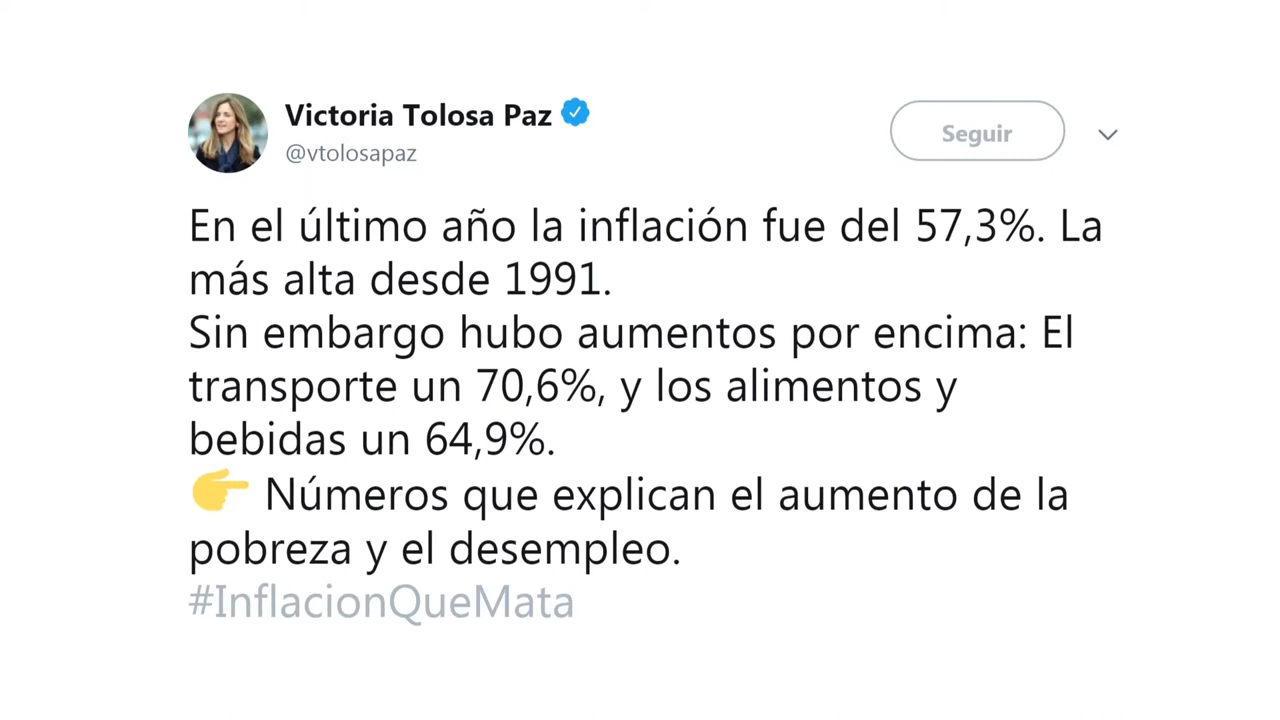 Victoria Tolosa Paz
@vtolosapaz
Seguir
En el último año la inflación fue del 57,3%. La
más alta desde 1991.
Sin embargo hubo aumentos por encima: El
transporte un 70,6%, y los alimentos y
bebidas un 64,9%.
👉 Números que explican el aumento de la
pobreza y el desempleo.
#InflacionQueMata